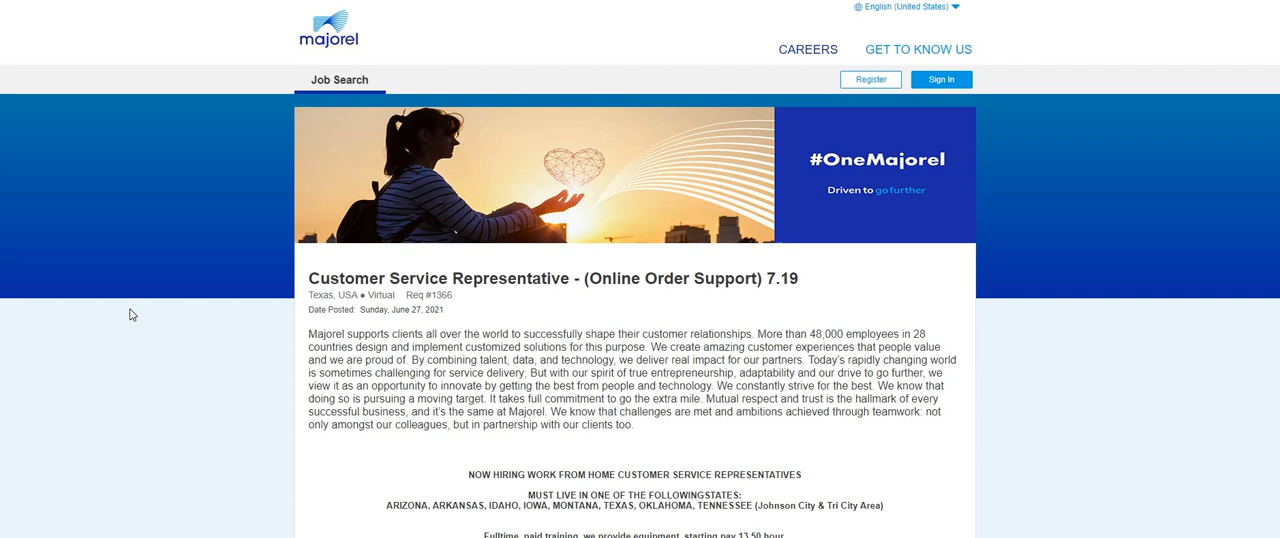 English (United States)
majorel
CAREERS GET TO KNOW US
Job Search Register Sign In
#OneMajorel
Driven to go further
Customer Service Representative - (Online Order Support) 7.19
Texas, USA ● Virtual Req #1366
Date Posted: Sunday, June 27, 2021
Majorel supports clients all over the world to successfully shape their customer relationships. More than 48,000 employees in 28
countries design and implement customized solutions for this purpose. We create amazing customer experiences that people value
and we are proud of. By combining talent, data, and technology, we deliver real impact for our partners. Today's rapidly changing world
is sometimes challenging for service delivery; But with our spirit of true entrepreneurship, adaptability and our drive to go further, we
view it as an opportunity to innovate by getting the best from people and technology. We constantly strive for the best. We know that
doing so is pursuing a moving target. It takes full commitment to go the extra mile. Mutual respect and trust is the hallmark of every
successful business, and it's the same at Majorel. We know that challenges are met and ambitions achieved through teamwork: not
only amongst our colleagues, but in partnership with our clients too.
NOW HIRING WORK FROM HOME CUSTOMER SERVICE REPRESENTATIVES
MUST LIVE IN ONE OF THE FOLLOWINGSTATES:
ARIZONA, ARKANSAS, IDAHO, IOWA, MONTANA, TEXAS, OKLAHOMA, TENNESSEE (Johnson City & Tri City Area)
Fulltime, paid training, we provide equipment, starting pay 13.50 hour